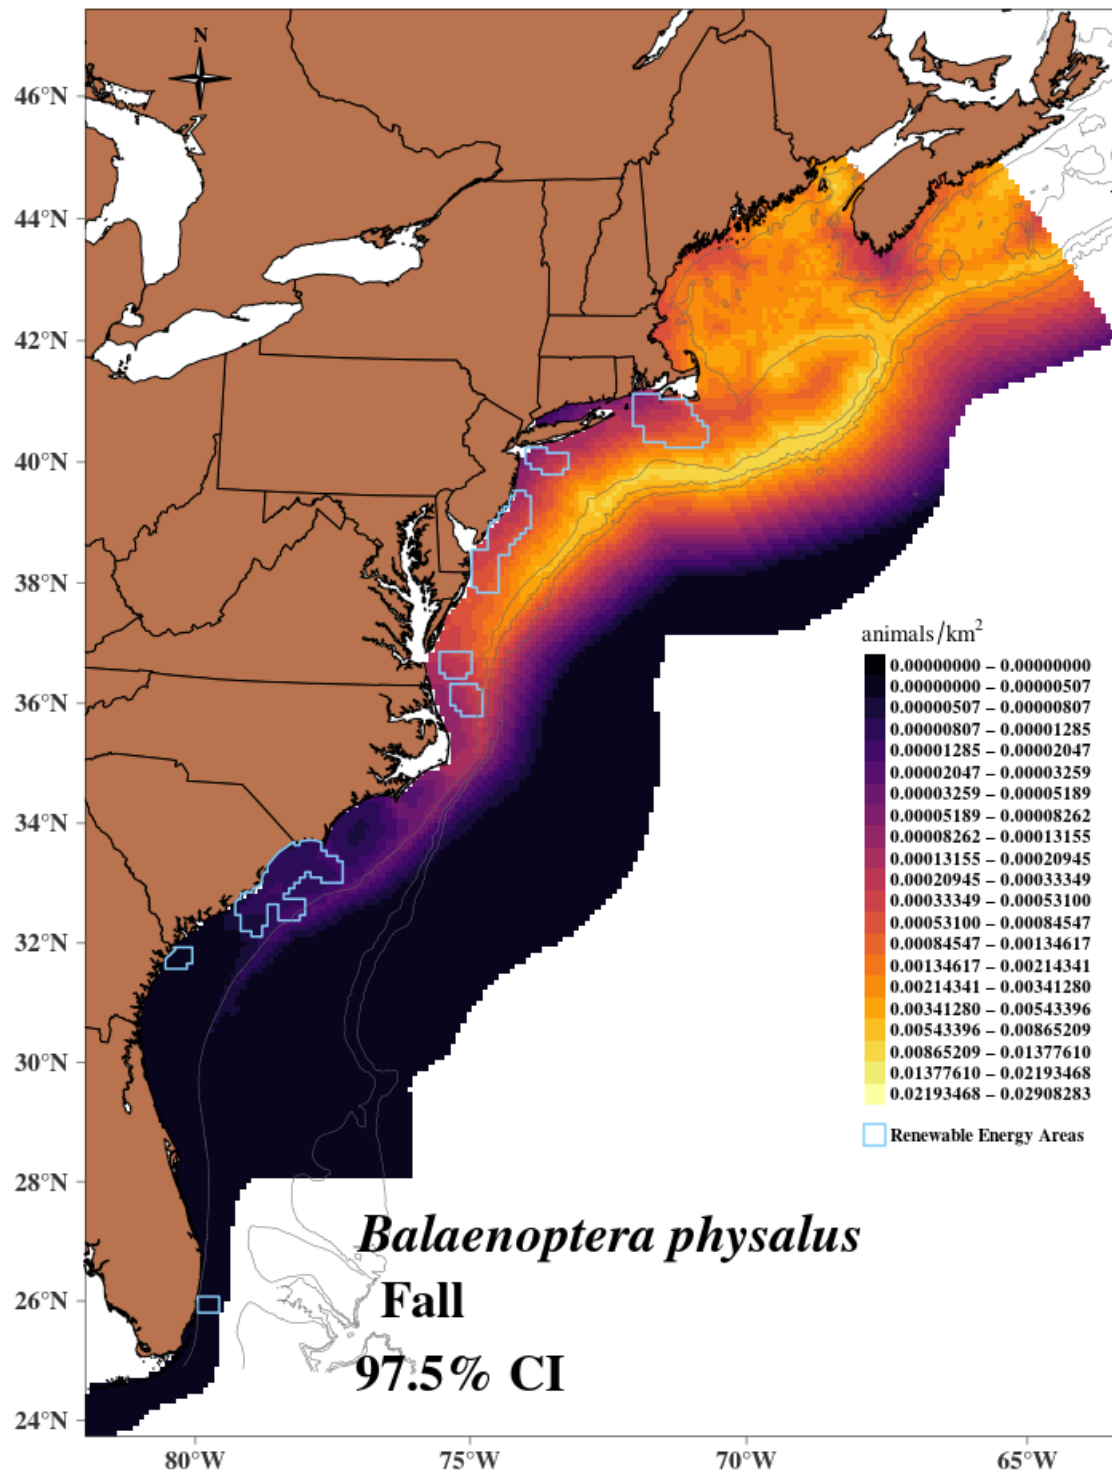 N
46°N
44°N
42°N
40°N
38°N
36°N
34°N
32°N
30°N
28°N
26°N
24°N
80°W
75°W
70°W
65°W
animals/km²
0.00000000 – 0.00000000
0.00000000 – 0.00000507
0.00000507 – 0.00000807
0.00000807 – 0.00001285
0.00001285 – 0.00002047
0.00002047 – 0.00003259
0.00003259 – 0.00005189
0.00005189 – 0.00008262
0.00008262 – 0.00013155
0.00013155 – 0.00020945
0.00020945 – 0.00033349
0.00033349 – 0.00053100
0.00053100 – 0.00084547
0.00084547 – 0.00134617
0.00134617 – 0.00214341
0.00214341 – 0.00341280
0.00341280 – 0.00543396
0.00543396 – 0.00865209
0.00865209 – 0.01377610
0.01377610 – 0.02193468
0.02193468 – 0.02908283
Renewable Energy Areas
Balaenoptera physalus
Fall
97.5% CI